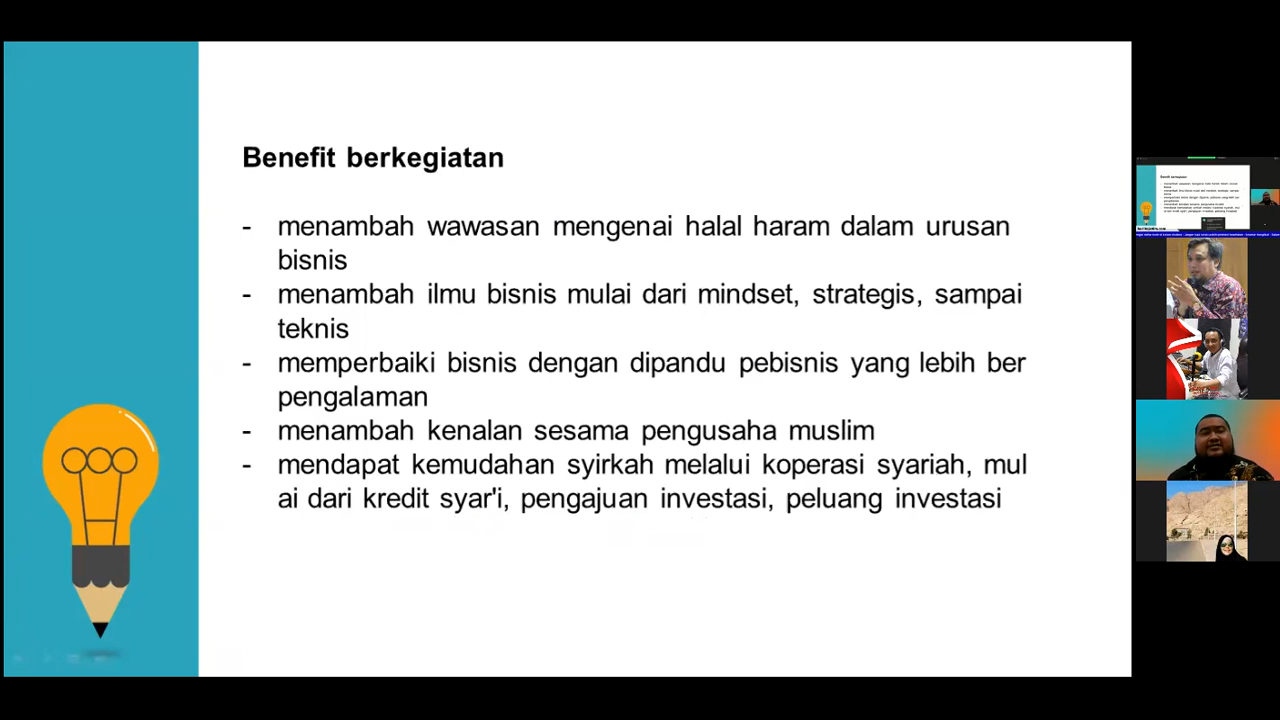 Benefit berkegiatan
- menambah wawasan mengenai halal haram dalam urusan
bisnis
- menambah ilmu bisnis mulai dari mindset, strategis, sampai
teknis
- memperbaiki bisnis dengan dipandu pebisnis yang lebih ber
pengalaman
- menambah kenalan sesama pengusaha muslim
- mendapat kemudahan syirkah melalui koperasi syariah, mul
ai dari kredit syar'i, pengajuan investasi, peluang investasi